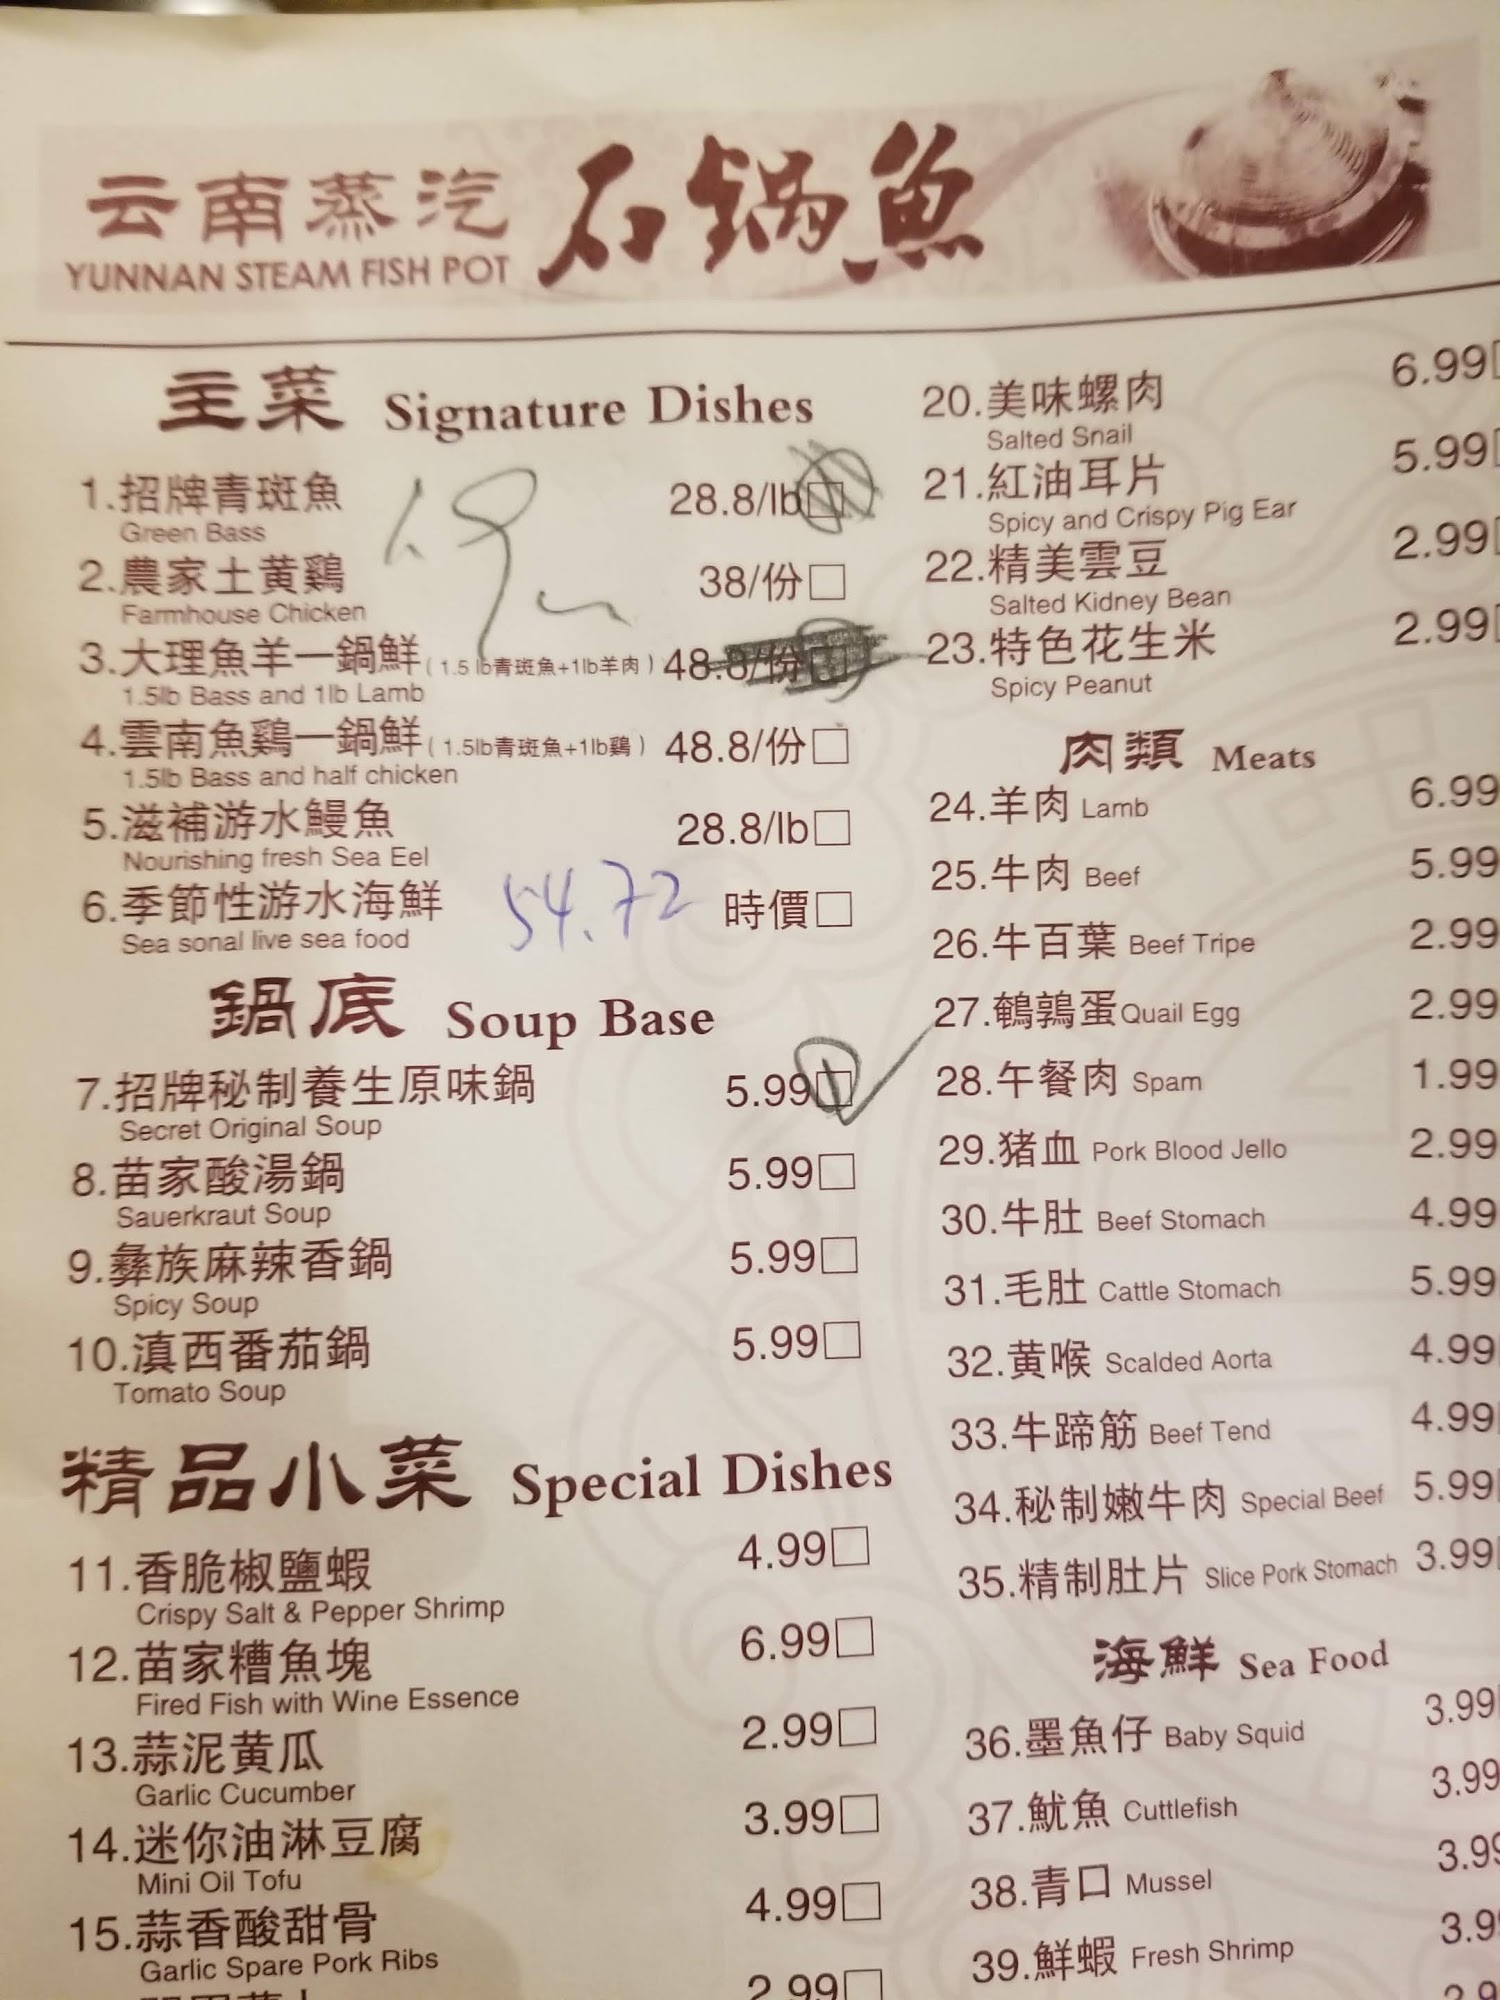 云南蒸汽 石锅魚
YUNNAN STEAM FISH POT
主菜 Signature Dishes
1.招牌青斑魚 28.8/lb
Green Bass
2.農家土黄鷄 38/份
Farmhouse Chicken
3.大理魚羊一鍋鮮(1.5 lb青斑魚+1lb羊肉) 48.8/份
1.5lb Bass and 1lb Lamb
4.雲南魚鷄一鍋鮮(1.5lb青斑魚+1lb鷄) 48.8/份
1.5lb Bass and half chicken
5.滋補游水鰻魚 28.8/lb
Nourishing fresh Sea Eel
6.季節性游水海鮮 54.72 時價
Sea sonal live sea food
鍋底 Soup Base
7.招牌秘制養生原味鍋 5.99
Secret Original Soup
8.苗家酸湯鍋 5.99
Sauerkraut Soup
9.彝族麻辣香鍋 5.99
Spicy Soup
10.滇西番茄鍋 5.99
Tomato Soup
精品小菜 Special Dishes
11.香脆椒鹽蝦 4.99
Crispy Salt & Pepper Shrimp
12.苗家糟魚塊 6.99
Fired Fish with Wine Essence
13.蒜泥黄瓜 2.99
Garlic Cucumber
14.迷你油淋豆腐 3.99
Mini Oil Tofu
15.蒜香酸甜骨 4.99
Garlic Spare Pork Ribs
2.99
20.美味螺肉 6.99
Salted Snail
21.紅油耳片 5.99
Spicy and Crispy Pig Ear
22.精美雲豆 2.99
Salted Kidney Bean
23.特色花生米 2.99
Spicy Peanut
肉類 Meats
24.羊肉 Lamb 6.99
25.牛肉 Beef 5.99
26.牛百葉 Beef Tripe 2.99
27.鵪鶉蛋Quail Egg 2.99
28.午餐肉 Spam 1.99
29.猪血 Pork Blood Jello 2.99
30.牛肚 Beef Stomach 4.99
31.毛肚 Cattle Stomach 5.99
32.黄喉 Scalded Aorta 4.99
33.牛蹄筋 Beef Tend 4.99
34.秘制嫩牛肉 Special Beef 5.99
35.精制肚片 Slice Pork Stomach 3.99
海鮮 Sea Food
36.墨魚仔 Baby Squid 3.99
37.魷魚 Cuttlefish 3.99
38.青口 Mussel 3.99
39.鮮蝦 Fresh Shrimp 3.9